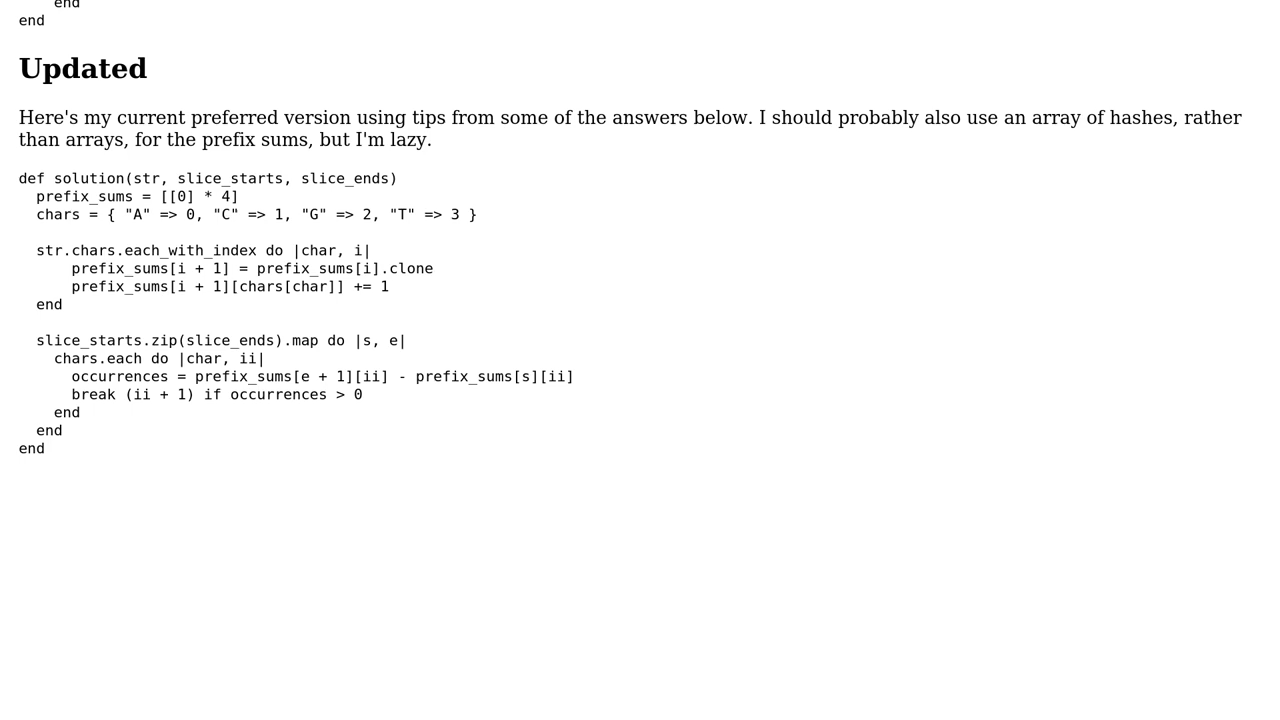 end
end
Updated
Here's my current preferred version using tips from some of the answers below. I should probably also use an array of hashes, rather
than arrays, for the prefix sums, but I'm lazy.
def solution(str, slice_starts, slice_ends)
  prefix_sums = [[0] * 4]
  chars = { "A" => 0, "C" => 1, "G" => 2, "T" => 3 }
  str.chars.each_with_index do |char, i|
      prefix_sums[i + 1] = prefix_sums[i].clone
      prefix_sums[i + 1][chars[char]] += 1
  end
  slice_starts.zip(slice_ends).map do |s, e|
    chars.each do |char, ii|
      occurrences = prefix_sums[e + 1][ii] - prefix_sums[s][ii]
      break (ii + 1) if occurrences > 0
    end
  end
end